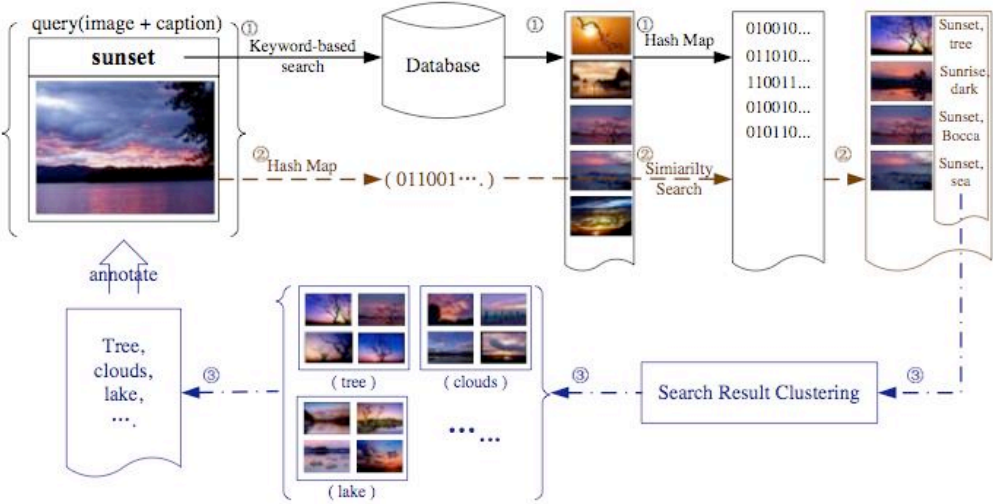 query(image + caption)
sunset
①
Keyword-based
search
Database
①
①
Hash Map
010010...
011010...
110011...
010010...
010110...
Sunset,
tree
Sunrise,
dark
Sunset,
Bocca
Sunset,
sea
②
Hash Map
( 011001···. )
②
Simiarilty
Search
②
annotate
Tree,
clouds,
lake,
···.
③
( tree )
( clouds )
( lake )
•••...
③
Search Result Clustering
③